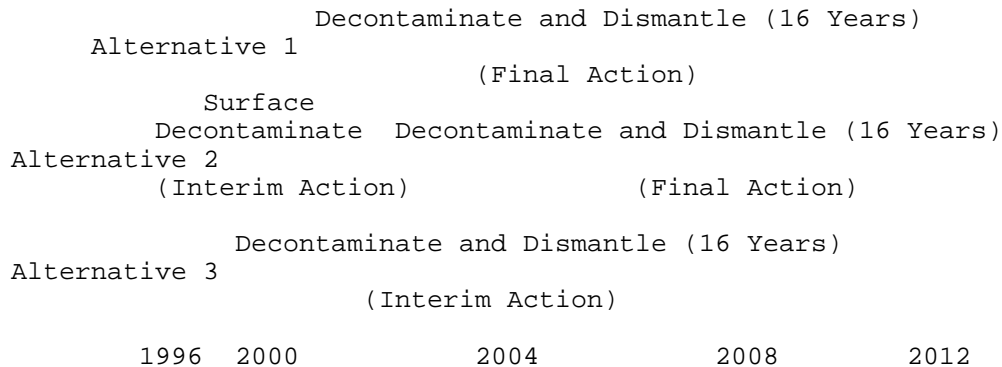 Decontaminate and Dismantle (16 Years)
Alternative 1
(Final Action)
Surface
Decontaminate Decontaminate and Dismantle (16 Years)
Alternative 2
(Interim Action) (Final Action)
Decontaminate and Dismantle (16 Years)
Alternative 3
(Interim Action)
1996 2000 2004 2008 2012